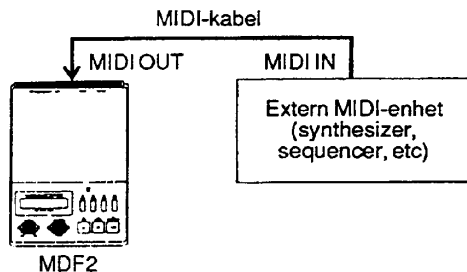 MIDI-kabel
MIDI OUT
MIDI IN
Extern MIDI-enhet
(synthesizer,
sequencer, etc)
MDF2